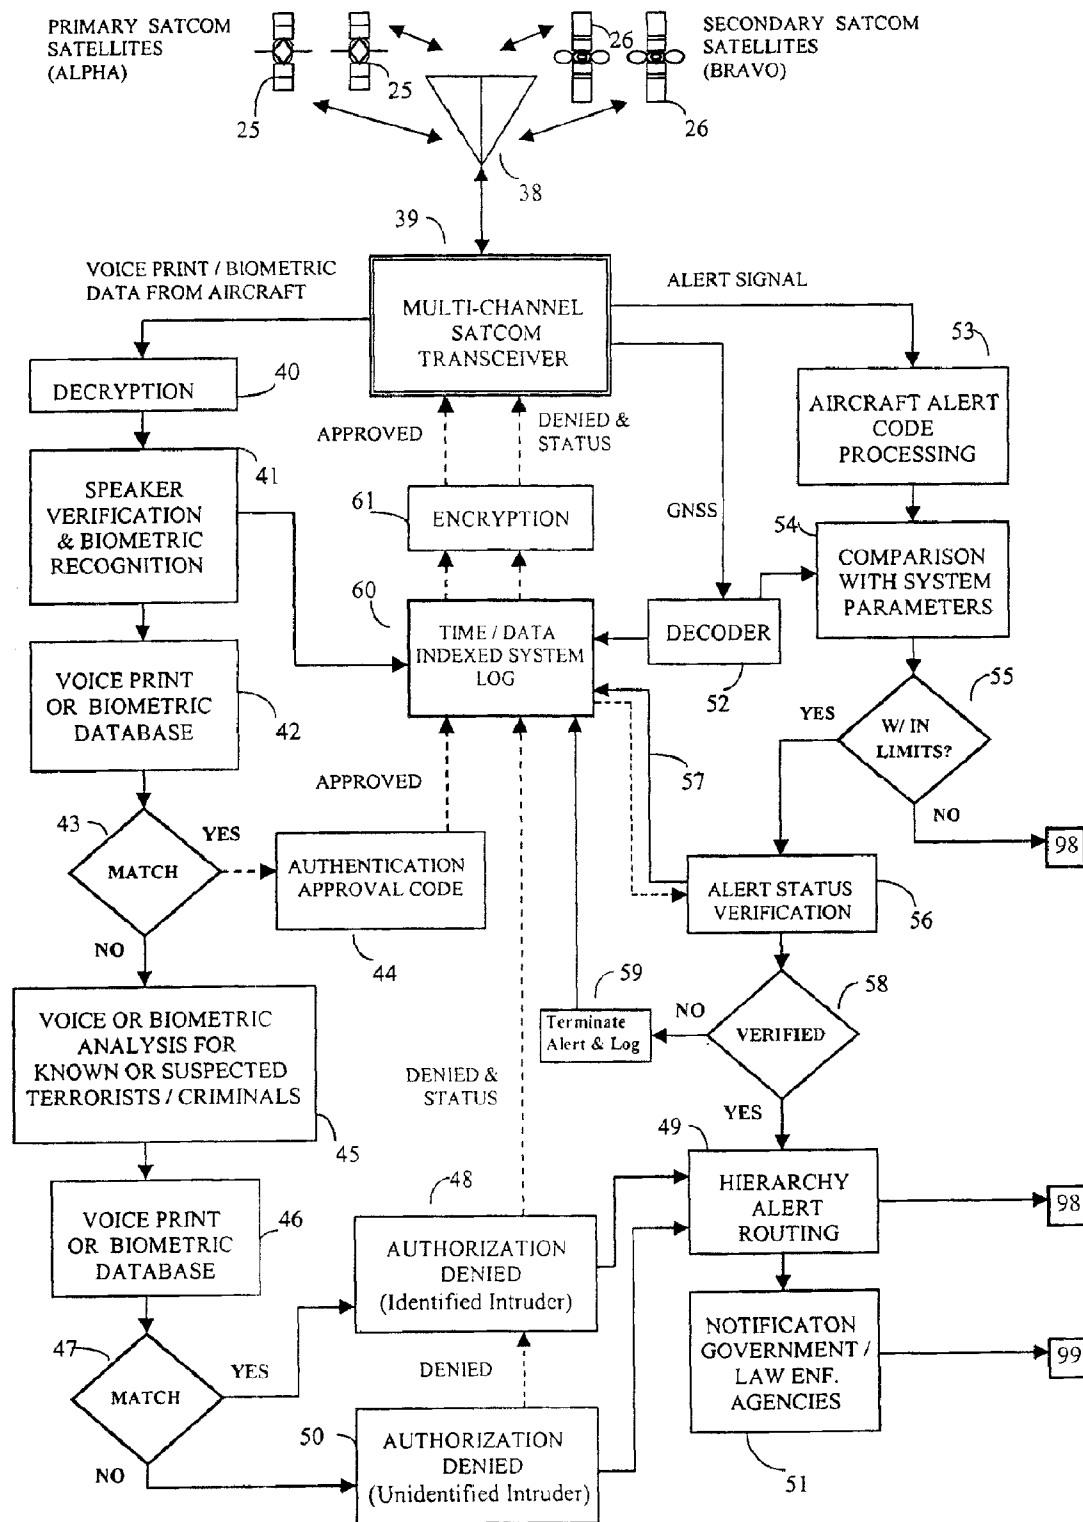 PRIMARY SATCOM
SATELLITES
(ALPHA)
SECONDARY SATCOM
SATELLITES
(BRAVO)
25
25
26
26
38
39
VOICE PRINT / BIOMETRIC
DATA FROM AIRCRAFT
MULTI-CHANNEL
SATCOM
TRANSCEIVER
ALERT SIGNAL
53
DECRYPTION
40
APPROVED
DENIED &
STATUS
AIRCRAFT ALERT
CODE
PROCESSING
41
SPEAKER
VERIFICATION
& BIOMETRIC
RECOGNITION
61
ENCRYPTION
GNSS
54
COMPARISON
WITH SYSTEM
PARAMETERS
60
TIME / DATA
INDEXED SYSTEM
LOG
DECODER
52
VOICE PRINT
OR BIOMETRIC
DATABASE
42
55
YES
W/ IN
LIMITS?
NO
98
57
APPROVED
43
YES
MATCH
NO
AUTHENTICATION
APPROVAL CODE
44
ALERT STATUS
VERIFICATION
56
59
58
NO
Terminate
Alert & Log
VERIFIED
YES
VOICE OR BIOMETRIC
ANALYSIS FOR
KNOWN OR SUSPECTED
TERRORISTS / CRIMINALS
45
DENIED &
STATUS
49
HIERARCHY
ALERT
ROUTING
98
48
AUTHORIZATION
DENIED
(Identified Intruder)
VOICE PRINT
OR BIOMETRIC
DATABASE
46
NOTIFICATON
GOVERNMENT /
LAW ENF.
AGENCIES
99
51
47
MATCH
YES
NO
DENIED
50
AUTHORIZATION
DENIED
(Unidentified Intruder)